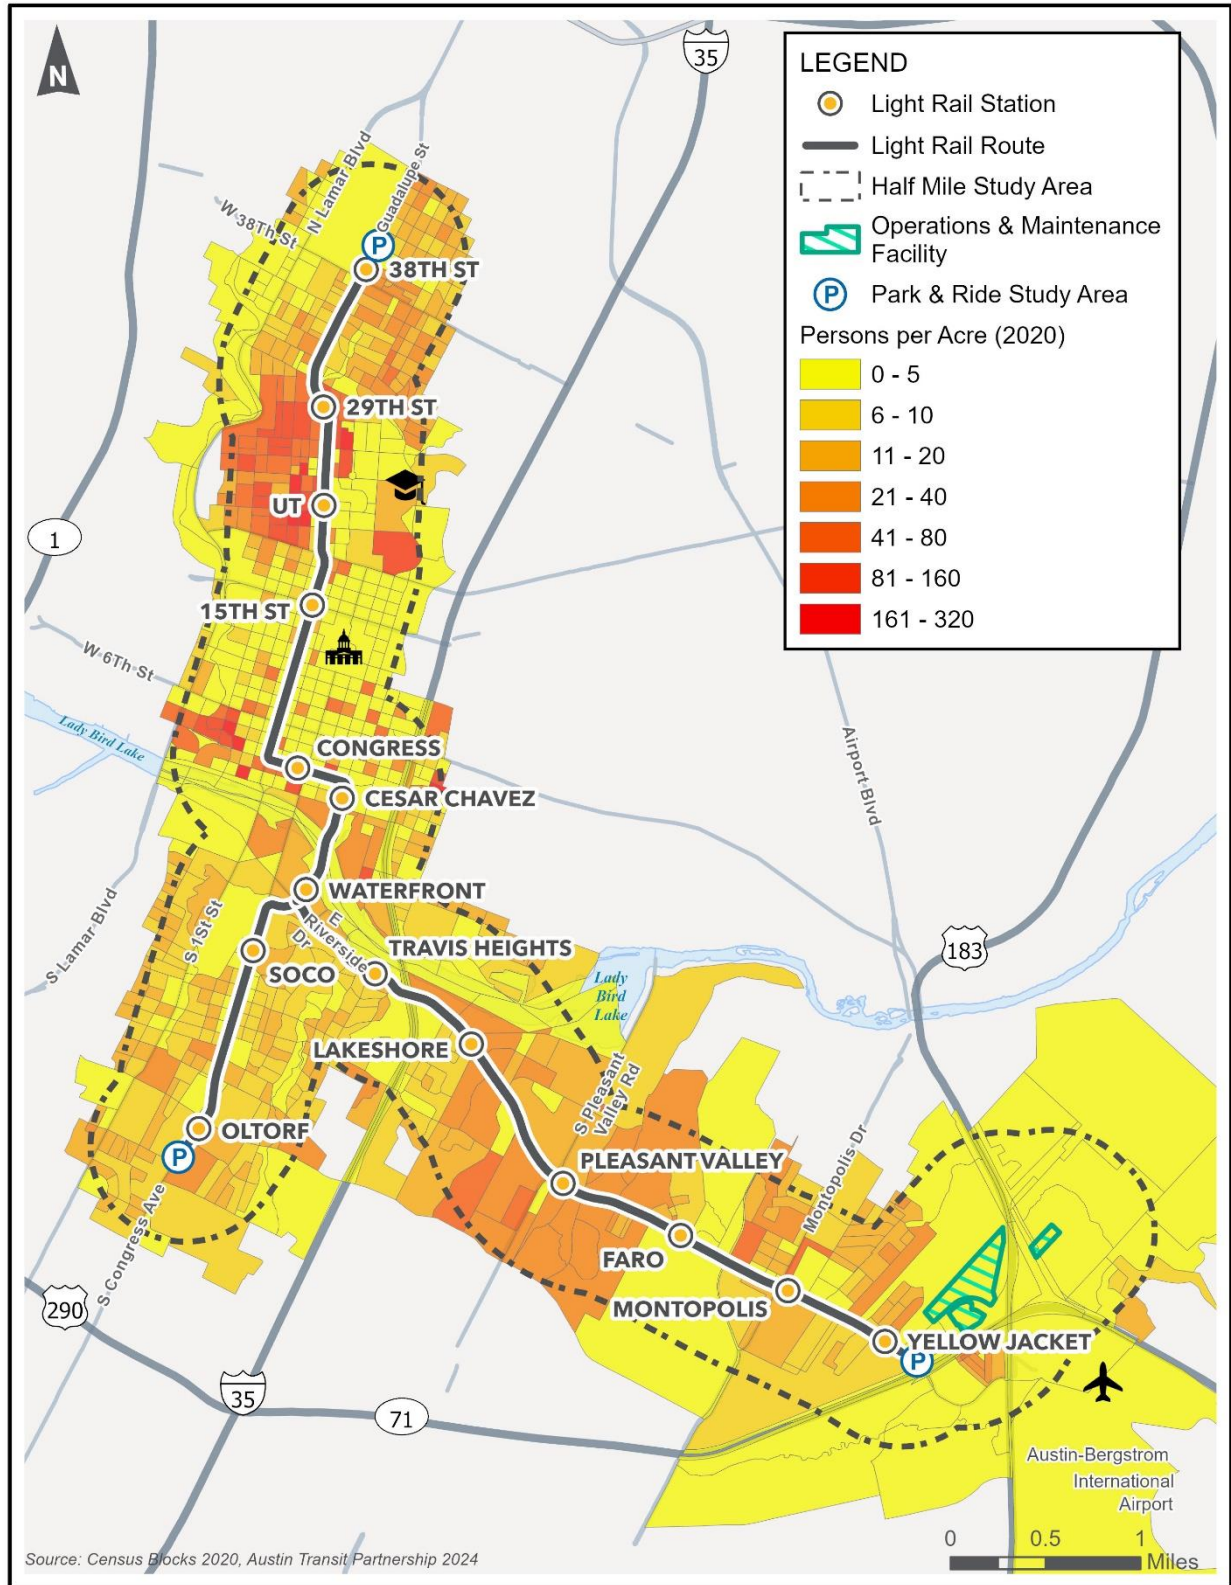 N
35
LEGEND
Light Rail Station
Light Rail Route
Half Mile Study Area
Operations & Maintenance
Facility
P
Park & Ride Study Area
Persons per Acre (2020)
0 - 5
6 - 10
11 - 20
21 - 40
41 - 80
81 - 160
161 - 320
N Lamar Blvd
Guadalupe St
W 38Th St
P
38TH ST
29TH ST
UT
1
15TH ST
W 6Th St
Lady Bird Lake
CONGRESS
CESAR CHAVEZ
Airport Blvd
WATERFRONT
E
Riverside
Dr
S Lamar Blvd
S 1St St
SOCO
TRAVIS HEIGHTS
183
Lady
Bird
Lake
LAKESHORE
S Pleasant
Valley Rd
OLTORF
P
PLEASANT VALLEY
Montopolis Dr
S Congress Ave
FARO
MONTOPOLIS
YELLOW JACKET
P
290
35
71
Austin-Bergstrom
International
Airport
0 0.5 1
Miles
Source: Census Blocks 2020, Austin Transit Partnership 2024